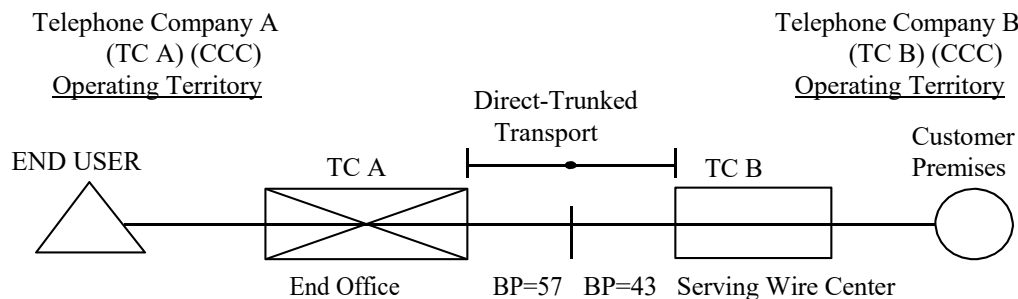 Telephone Company A
(TC A) (CCC)
Operating Territory
Telephone Company B
(TC B) (CCC)
Operating Territory
Direct-Trunked
Transport
END USER
TC A
TC B
Customer
Premises
End Office
BP=57
BP=43
Serving Wire Center